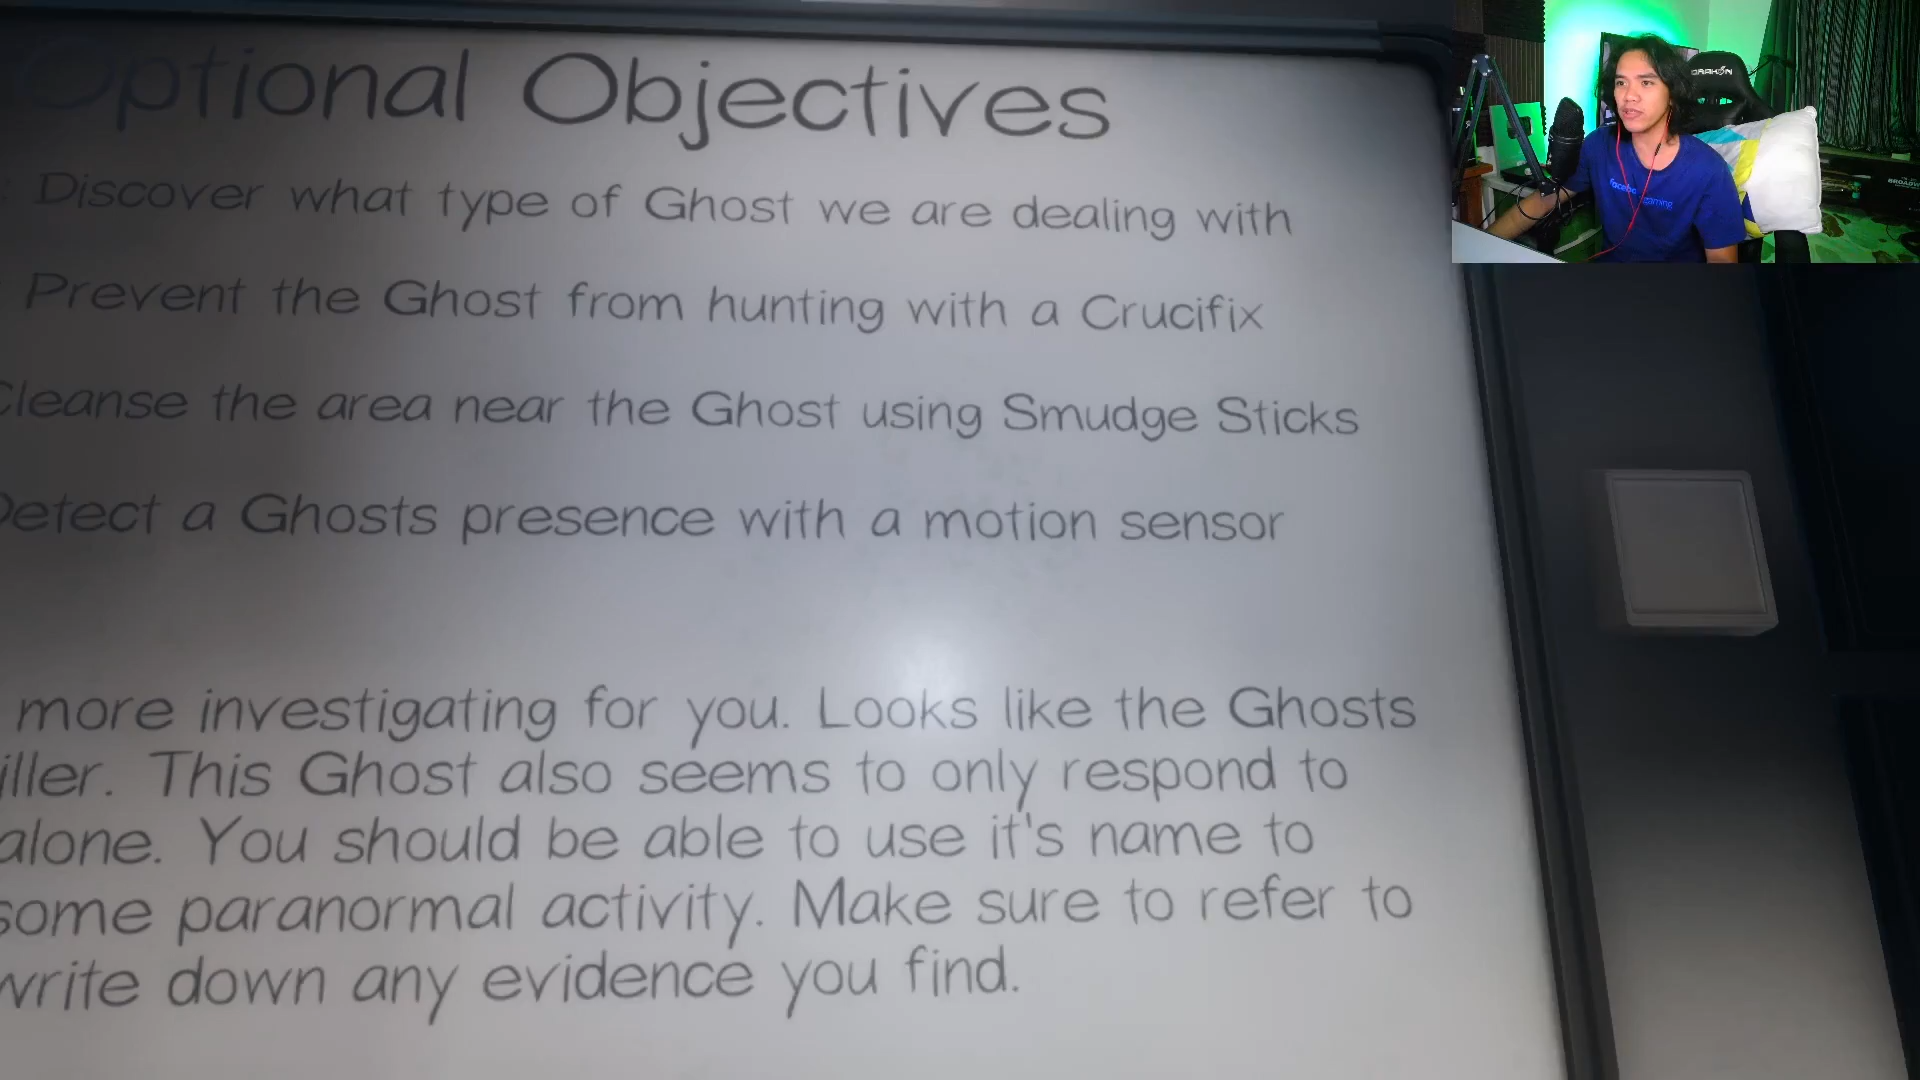 Optional Objectives
: Discover what type of Ghost we are dealing with
Prevent the Ghost from hunting with a Crucifix
Cleanse the area near the Ghost using Smudge Sticks
Detect a Ghosts presence with a motion sensor
more investigating for you. Looks like the Ghosts
iller. This Ghost also seems to only respond to
alone. You should be able to use it's name to
some paranormal activity. Make sure to refer to
write down any evidence you find.
DRAKON
gaming